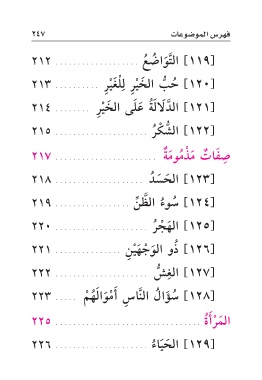 فهرس الموضوعات ٢٤٧
[١١٩] التَّوَاضُعُ .................. ٢١٢
[١٢٠] حُبُّ الخَيْرِ لِلْغَيْرِ .......... ٢١٣
[١٢١] الدَّلَالَةُ عَلَى الخَيْرِ ........ ٢١٤
[١٢٢] الشُّكْرُ .................... ٢١٥
صِفَاتٌ مَذْمُومَةٌ .................. ٢١٧
[١٢٣] الحَسَدُ .................... ٢١٨
[١٢٤] سُوءُ الظَّنِّ ................ ٢١٩
[١٢٥] الهَجْرُ .................... ٢٢٠
[١٢٦] ذُو الوَجْهَيْنِ .............. ٢٢١
[١٢٧] الغِشُّ .................... ٢٢٢
[١٢٨] سُؤَالُ النَّاسِ أَمْوَالَهُمْ ..... ٢٢٣
المَرْأَةُ ............................ ٢٢٥
[١٢٩] الحَيَاءُ .................... ٢٢٦